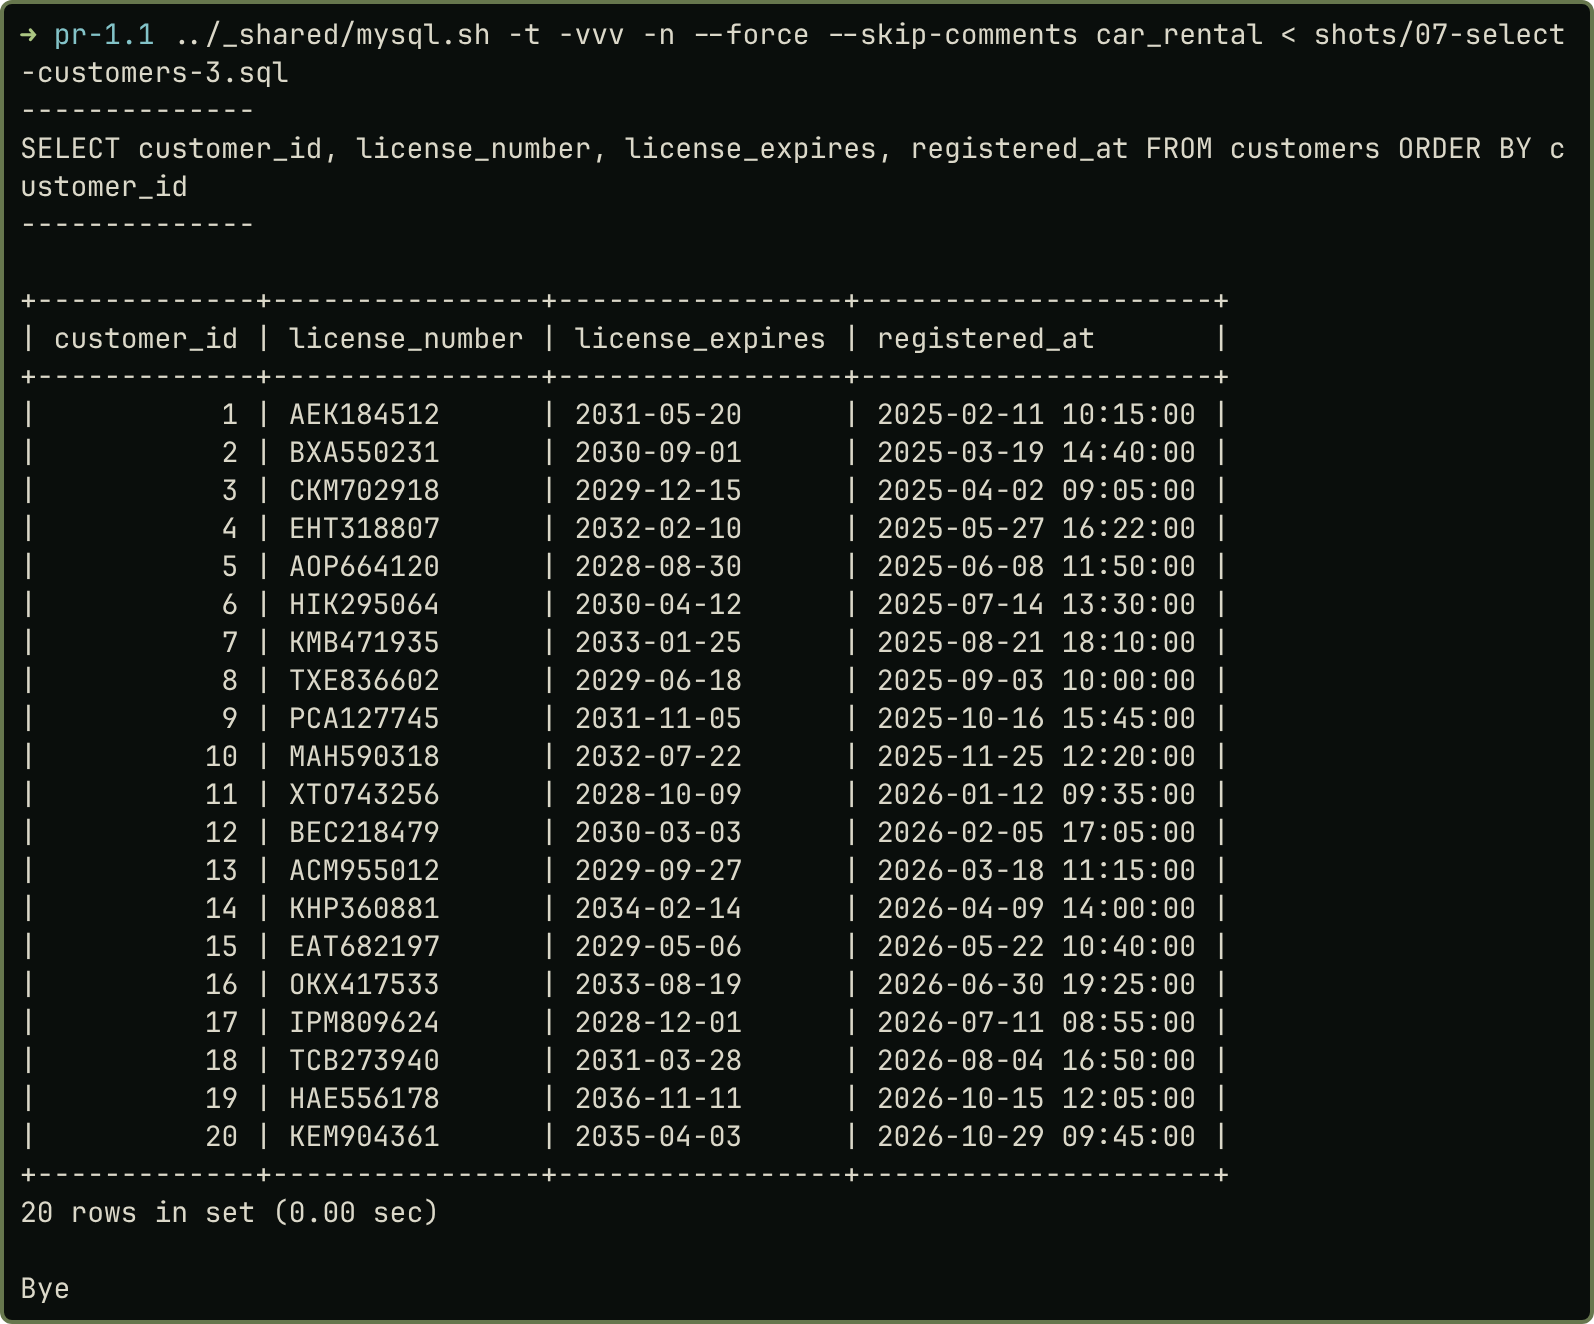 → pr-1.1 ../_shared/mysql.sh -t -vvv -n --force --skip-comments car_rental < shots/07-select
-customers-3.sql
--------------
SELECT customer_id, license_number, license_expires, registered_at FROM customers ORDER BY c
ustomer_id
--------------

+-------------+----------------+-----------------+---------------------+
| customer_id | license_number | license_expires | registered_at       |
+-------------+----------------+-----------------+---------------------+
|           1 | AEK184512      | 2031-05-20      | 2025-02-11 10:15:00 |
|           2 | BXA550231      | 2030-09-01      | 2025-03-19 14:40:00 |
|           3 | CKM702918      | 2029-12-15      | 2025-04-02 09:05:00 |
|           4 | EHT318807      | 2032-02-10      | 2025-05-27 16:22:00 |
|           5 | AOP664120      | 2028-08-30      | 2025-06-08 11:50:00 |
|           6 | HIK295064      | 2030-04-12      | 2025-07-14 13:30:00 |
|           7 | KMB471935      | 2033-01-25      | 2025-08-21 18:10:00 |
|           8 | TXE836602      | 2029-06-18      | 2025-09-03 10:00:00 |
|           9 | PCA127745      | 2031-11-05      | 2025-10-16 15:45:00 |
|          10 | MAH590318      | 2032-07-22      | 2025-11-25 12:20:00 |
|          11 | XTO743256      | 2028-10-09      | 2026-01-12 09:35:00 |
|          12 | BEC218479      | 2030-03-03      | 2026-02-05 17:05:00 |
|          13 | ACM955012      | 2029-09-27      | 2026-03-18 11:15:00 |
|          14 | KHP360881      | 2034-02-14      | 2026-04-09 14:00:00 |
|          15 | EAT682197      | 2029-05-06      | 2026-05-22 10:40:00 |
|          16 | OKX417533      | 2033-08-19      | 2026-06-30 19:25:00 |
|          17 | IPM809624      | 2028-12-01      | 2026-07-11 08:55:00 |
|          18 | TCB273940      | 2031-03-28      | 2026-08-04 16:50:00 |
|          19 | HAE556178      | 2036-11-11      | 2026-10-15 12:05:00 |
|          20 | KEM904361      | 2035-04-03      | 2026-10-29 09:45:00 |
+-------------+----------------+-----------------+---------------------+
20 rows in set (0.00 sec)

Bye